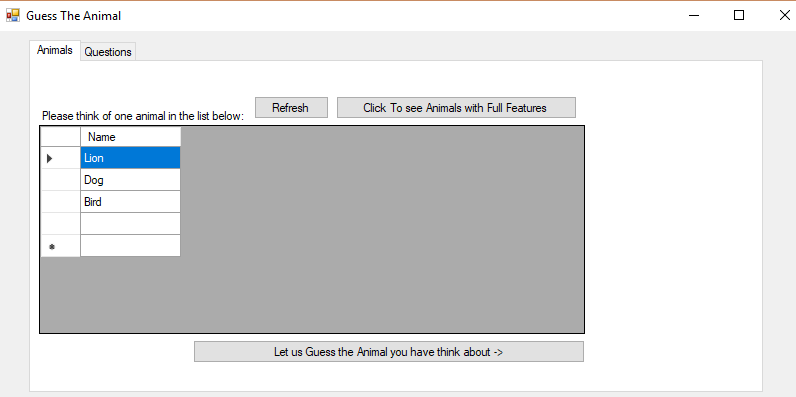 Guess The Animal
Animals Questions
Refresh Click To see Animals with Full Features
Please think of one animal in the list below:
Name
Lion
Dog
Bird
Let us Guess the Animal you have think about ->